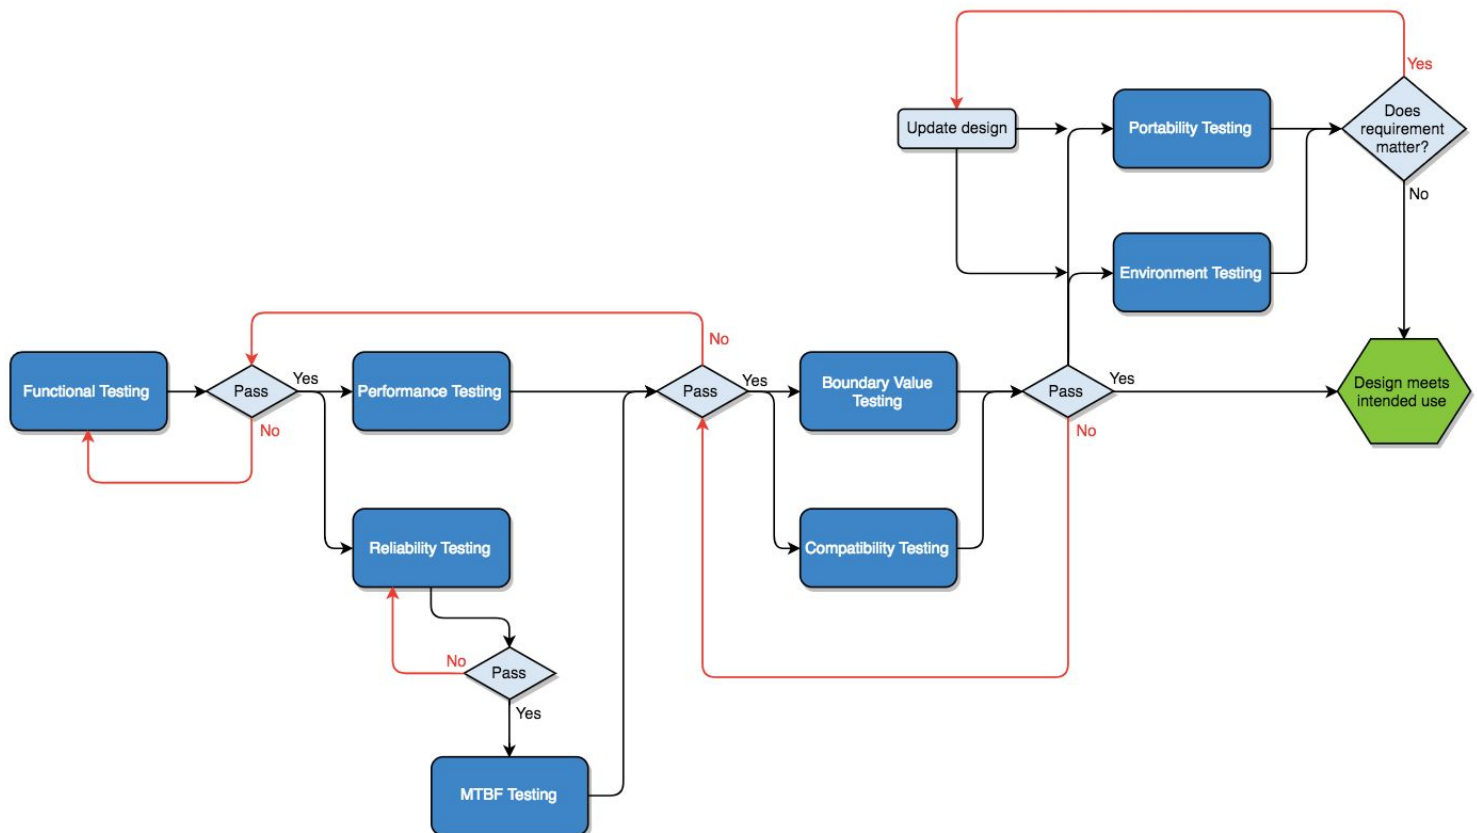 Yes
Update design
Portability Testing
Does
requirement
matter?
No
Environment Testing
No
Functional Testing
Pass
Yes
Performance Testing
Pass
Yes
Boundary Value
Testing
Pass
Yes
Design meets
intended use
No
No
Reliability Testing
Compatibility Testing
No
Pass
Yes
MTBF Testing